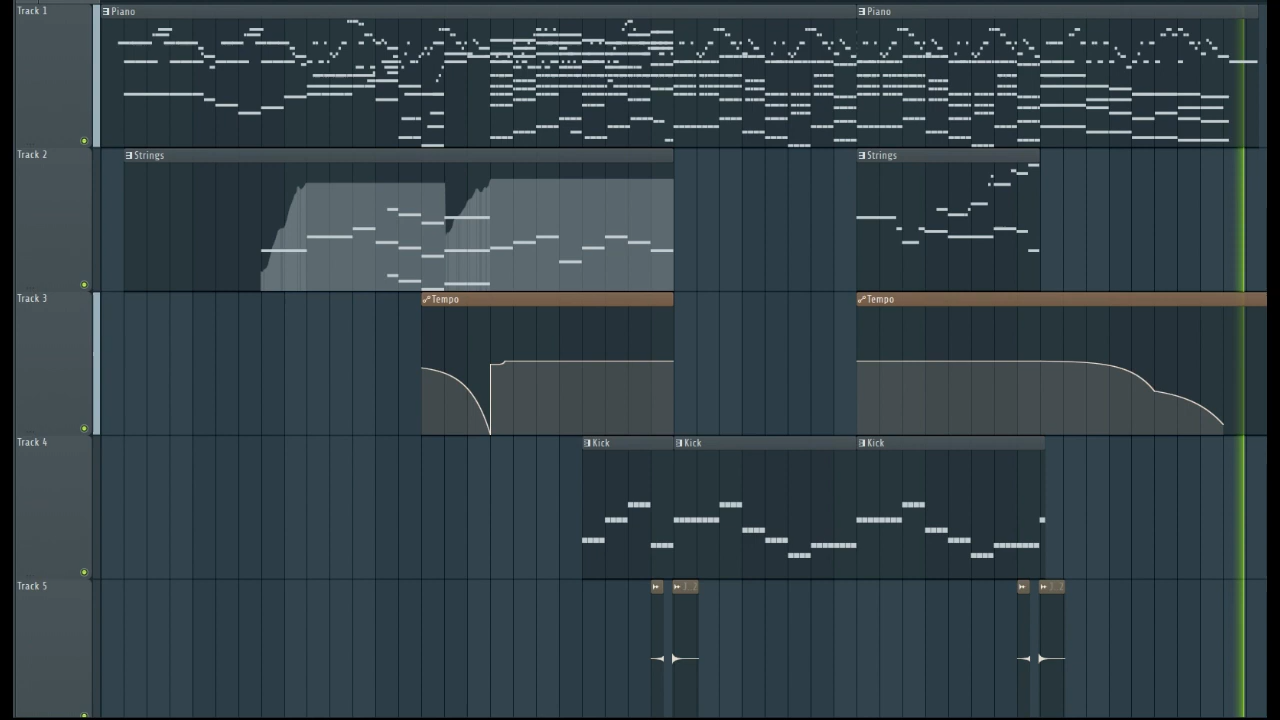 Track 1
Piano
Piano
Track 2
Strings
Strings
Track 3
Tempo
Tempo
Track 4
Kick
Kick
Kick
Track 5